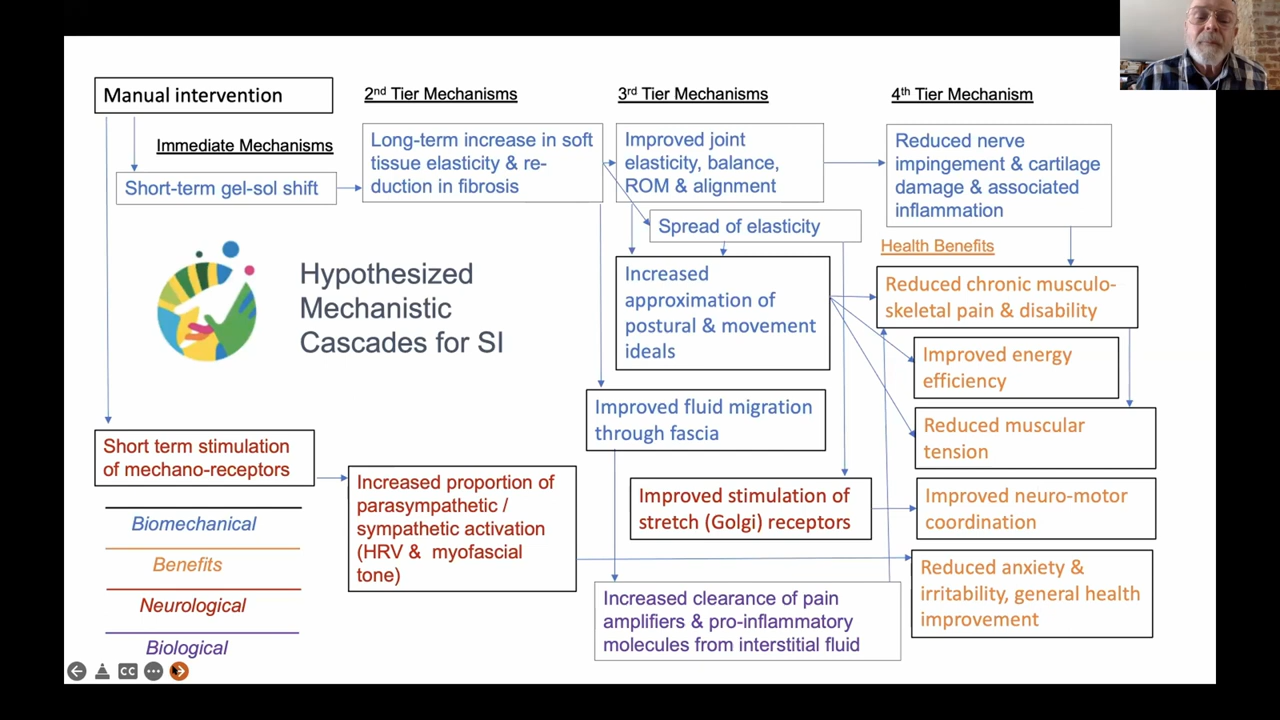 Manual intervention
2nd Tier Mechanisms
3rd Tier Mechanisms
4th Tier Mechanism
Immediate Mechanisms
Short-term gel-sol shift
Long-term increase in soft
tissue elasticity & re-
duction in fibrosis
Improved joint
elasticity, balance,
ROM & alignment
Reduced nerve
impingement & cartilage
damage & associated
inflammation
Spread of elasticity
Health Benefits
Hypothesized
Mechanistic
Cascades for SI
Increased
approximation of
postural & movement
ideals
Reduced chronic musculo-
skeletal pain & disability
Improved energy
efficiency
Improved fluid migration
through fascia
Reduced muscular
tension
Short term stimulation
of mechano-receptors
Increased proportion of
parasympathetic /
sympathetic activation
(HRV & myofascial
tone)
Improved stimulation of
stretch (Golgi) receptors
Improved neuro-motor
coordination
Reduced anxiety &
irritability, general health
improvement
Increased clearance of pain
amplifiers & pro-inflammatory
molecules from interstitial fluid
Biomechanical
Benefits
Neurological
Biological
CC